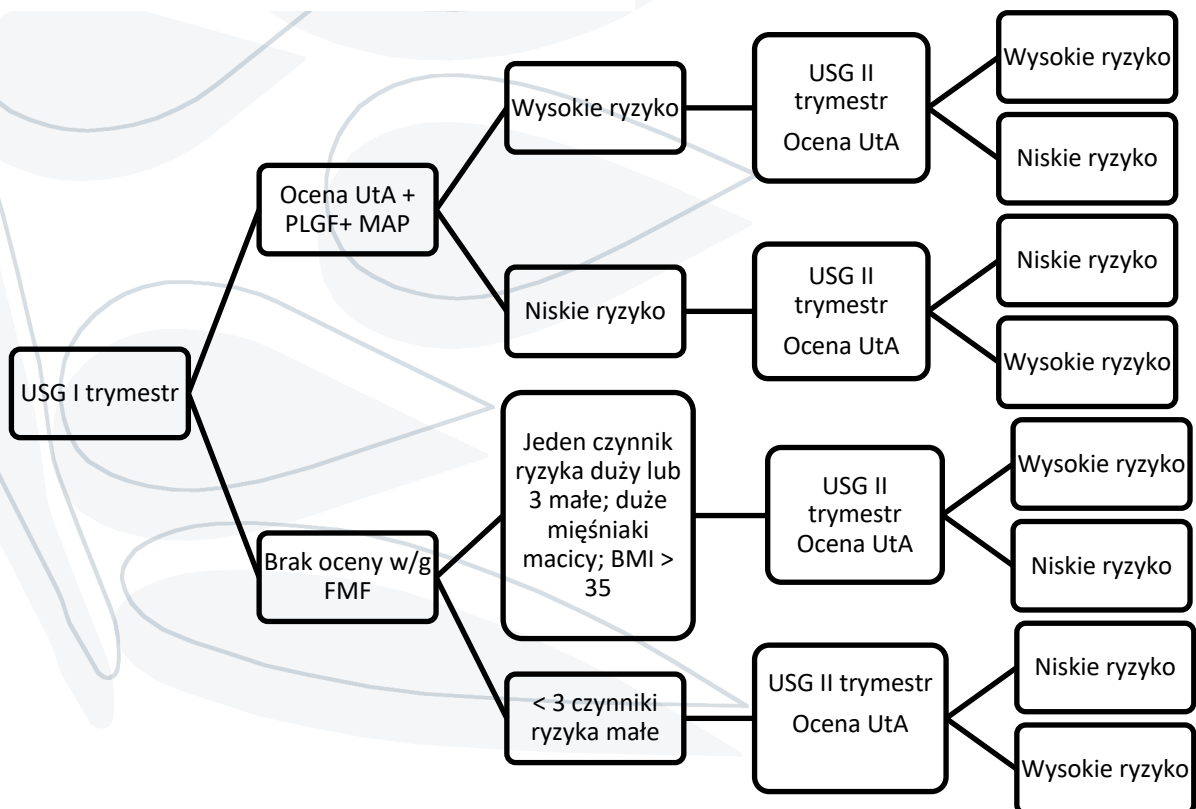 USG I trymestr
Ocena UtA +
PLGF+ MAP
Brak oceny w/g
FMF
Wysokie ryzyko
Niskie ryzyko
Jeden czynnik
ryzyka duży lub
3 małe; duże
mięśniaki
macicy; BMI >
35
< 3 czynniki
ryzyka małe
USG II
trymestr
Ocena UtA
USG II
trymestr
Ocena UtA
USG II
trymestr
Ocena UtA
USG II trymestr
Ocena UtA
Wysokie ryzyko
Niskie ryzyko
Niskie ryzyko
Wysokie ryzyko
Wysokie ryzyko
Niskie ryzyko
Niskie ryzyko
Wysokie ryzyko